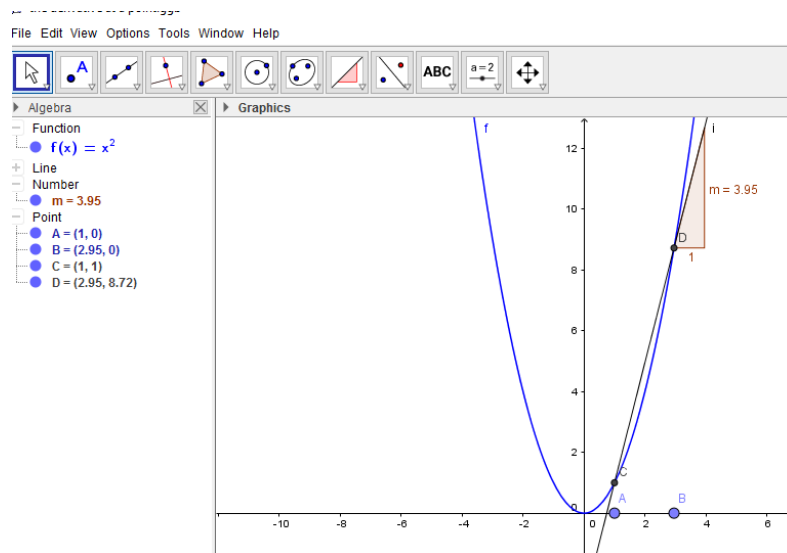 File Edit View Options Tools Window Help
A
ABC
a=2
Algebra
Graphics
Function
f(x) = x²
Line
Number
m = 3.95
Point
A = (1, 0)
B = (2.95, 0)
C = (1, 1)
D = (2.95, 8.72)
f
i
12
m = 3.95
10
D
1
8
6
4
2
C
A
B
0
-10
-8
-6
-4
-2
0
2
4
6